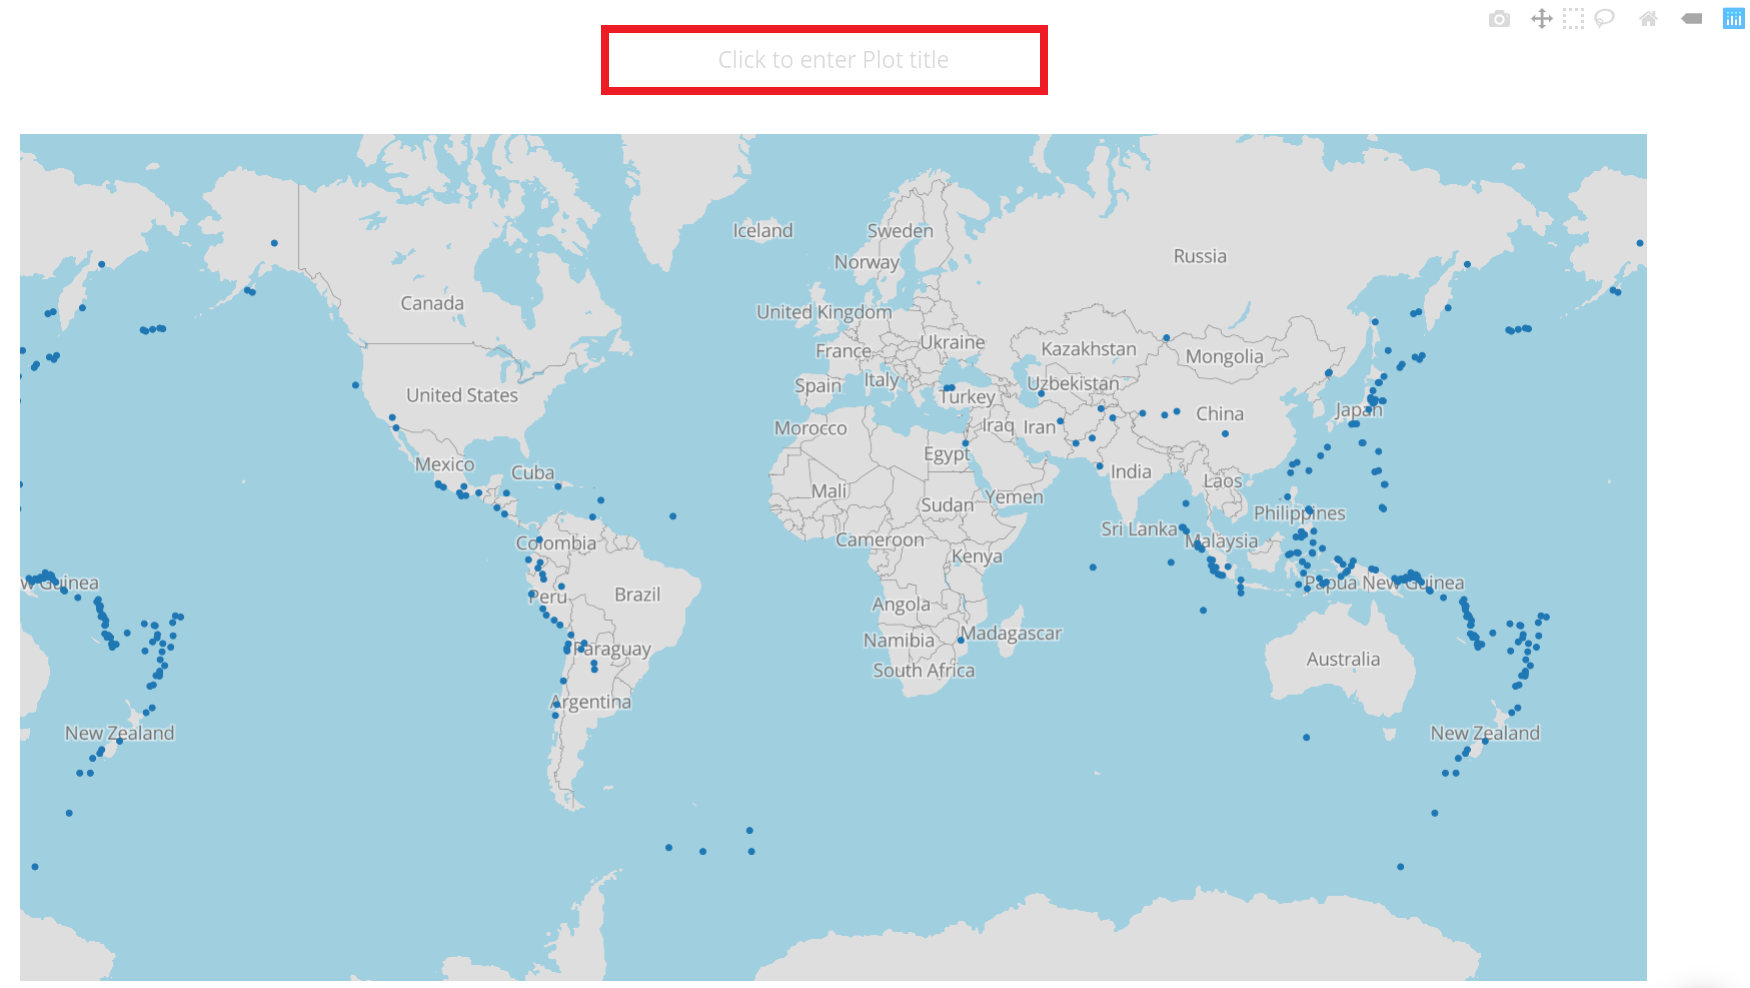 Click to enter Plot title
Iceland
Sweden
Russia
Norway
Canada
United Kingdom
Ukraine
France
Kazakhstan
Mongolia
Italy
Spain
Uzbekistan
United States
Turkey
Japan
China
Morocco
Iraq
Iran
Egypt
Mexico
Cuba
India
Laos
Mali
Yemen
Sudan
Philippines
Sri Lanka
Colombia
Cameroon
Malaysia
Kenya
w Guinea
Papua New Guinea
Peru
Brazil
Angola
Namibia
Madagascar
Paraguay
Australia
South Africa
Argentina
New Zealand
New Zealand